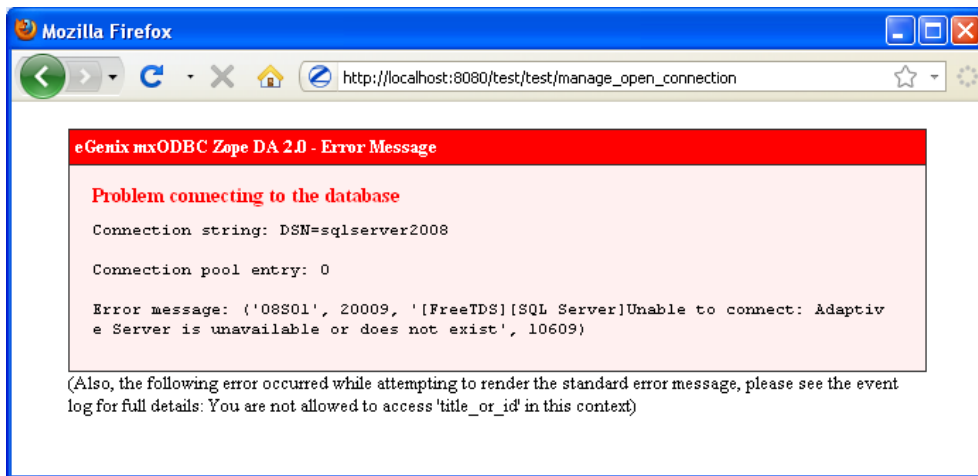 Mozilla Firefox
http://localhost:8080/test/test/manage_open_connection
eGenix mxODBC Zope DA 2.0 - Error Message
Problem connecting to the database
Connection string: DSN=sqlserver2008
Connection pool entry: 0
Error message: ('08S01', 20009, '[FreeTDS][SQL Server]Unable to connect: Adaptiv
e Server is unavailable or does not exist', 10609)
(Also, the following error occurred while attempting to render the standard error message, please see the event
log for full details: You are not allowed to access 'title_or_id' in this context)